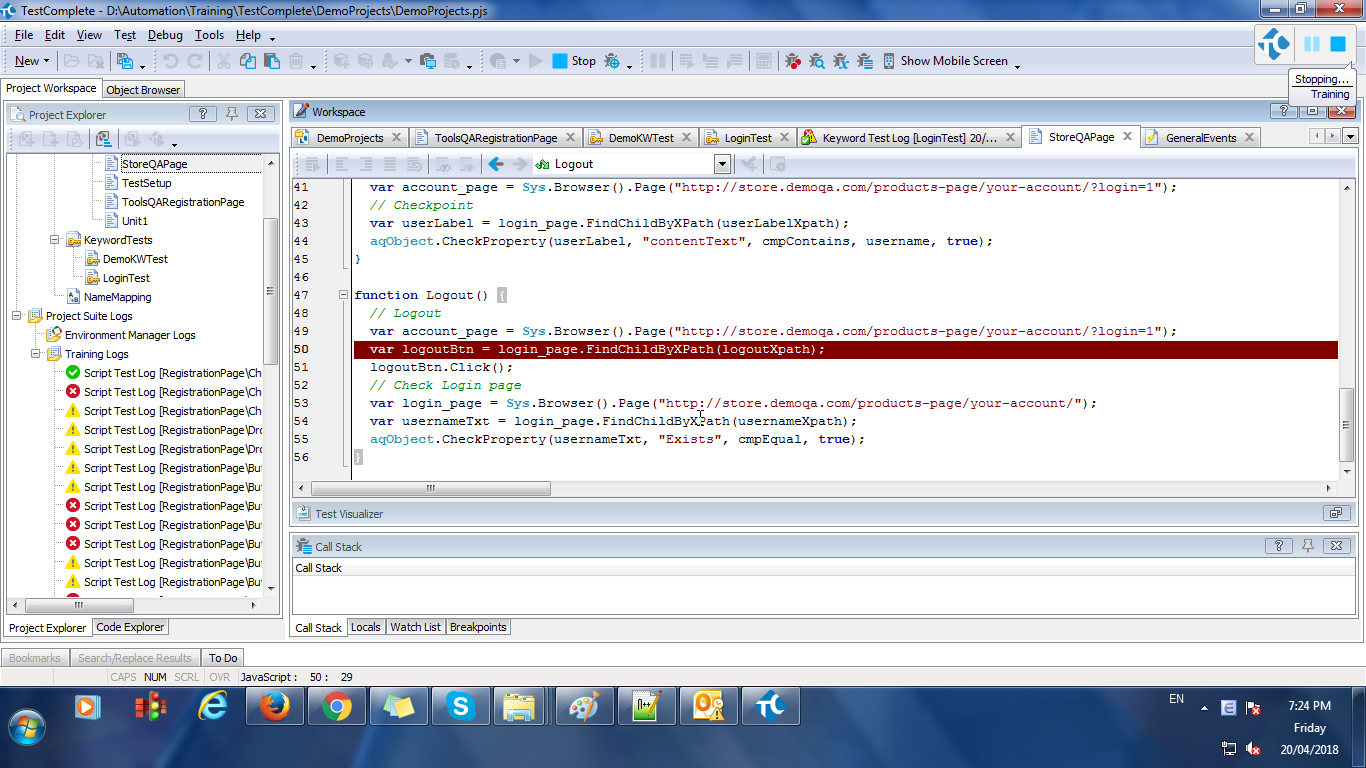 TestComplete - D:\Automation\Training\TestComplete\DemoProjects\DemoProjects.pjs
File Edit View Test Debug Tools Help
New Stop Show Mobile Screen
Stopping...
Training
Project Workspace Object Browser
Project Explorer
StoreQAPage
TestSetup
ToolsQARegistrationPage
Unit1
KeywordTests
DemoKWTest
LoginTest
NameMapping
Project Suite Logs
Environment Manager Logs
Training Logs
Script Test Log [RegistrationPage\Ch
Script Test Log [RegistrationPage\Ch
Script Test Log [RegistrationPage\Ch
Script Test Log [RegistrationPage\Dro
Script Test Log [RegistrationPage\Dro
Script Test Log [RegistrationPage\But
Script Test Log [RegistrationPage\But
Script Test Log [RegistrationPage\But
Script Test Log [RegistrationPage\But
Script Test Log [RegistrationPage\But
Script Test Log [RegistrationPage\But
Script Test Log [RegistrationPage\But
Project Explorer Code Explorer
Workspace
DemoProjects ToolsQARegistrationPage DemoKWTest LoginTest Keyword Test Log [LoginTest] 20/... StoreQAPage GeneralEvents
Logout
41 var account_page = Sys.Browser().Page("http://store.demoqa.com/products-page/your-account/?login=1");
42 // Checkpoint
43 var userLabel = login_page.FindChildByXPath(userLabelXpath);
44 aqObject.CheckProperty(userLabel, "contentText", cmpContains, username, true);
45 }
46
47 function Logout() {
48 // Logout
49 var account_page = Sys.Browser().Page("http://store.demoqa.com/products-page/your-account/?login=1");
50 var logoutBtn = login_page.FindChildByXPath(logoutXpath);
51 logoutBtn.Click();
52 // Check Login page
53 var login_page = Sys.Browser().Page("http://store.demoqa.com/products-page/your-account/");
54 var usernameTxt = login_page.FindChildByXPath(usernameXpath);
55 aqObject.CheckProperty(usernameTxt, "Exists", cmpEqual, true);
56 }
Test Visualizer
Call Stack
Call Stack
Call Stack Locals Watch List Breakpoints
Bookmarks Search/Replace Results To Do
CAPS NUM SCRL OVR JavaScript : 50 : 29
EN
7:24 PM
Friday
20/04/2018